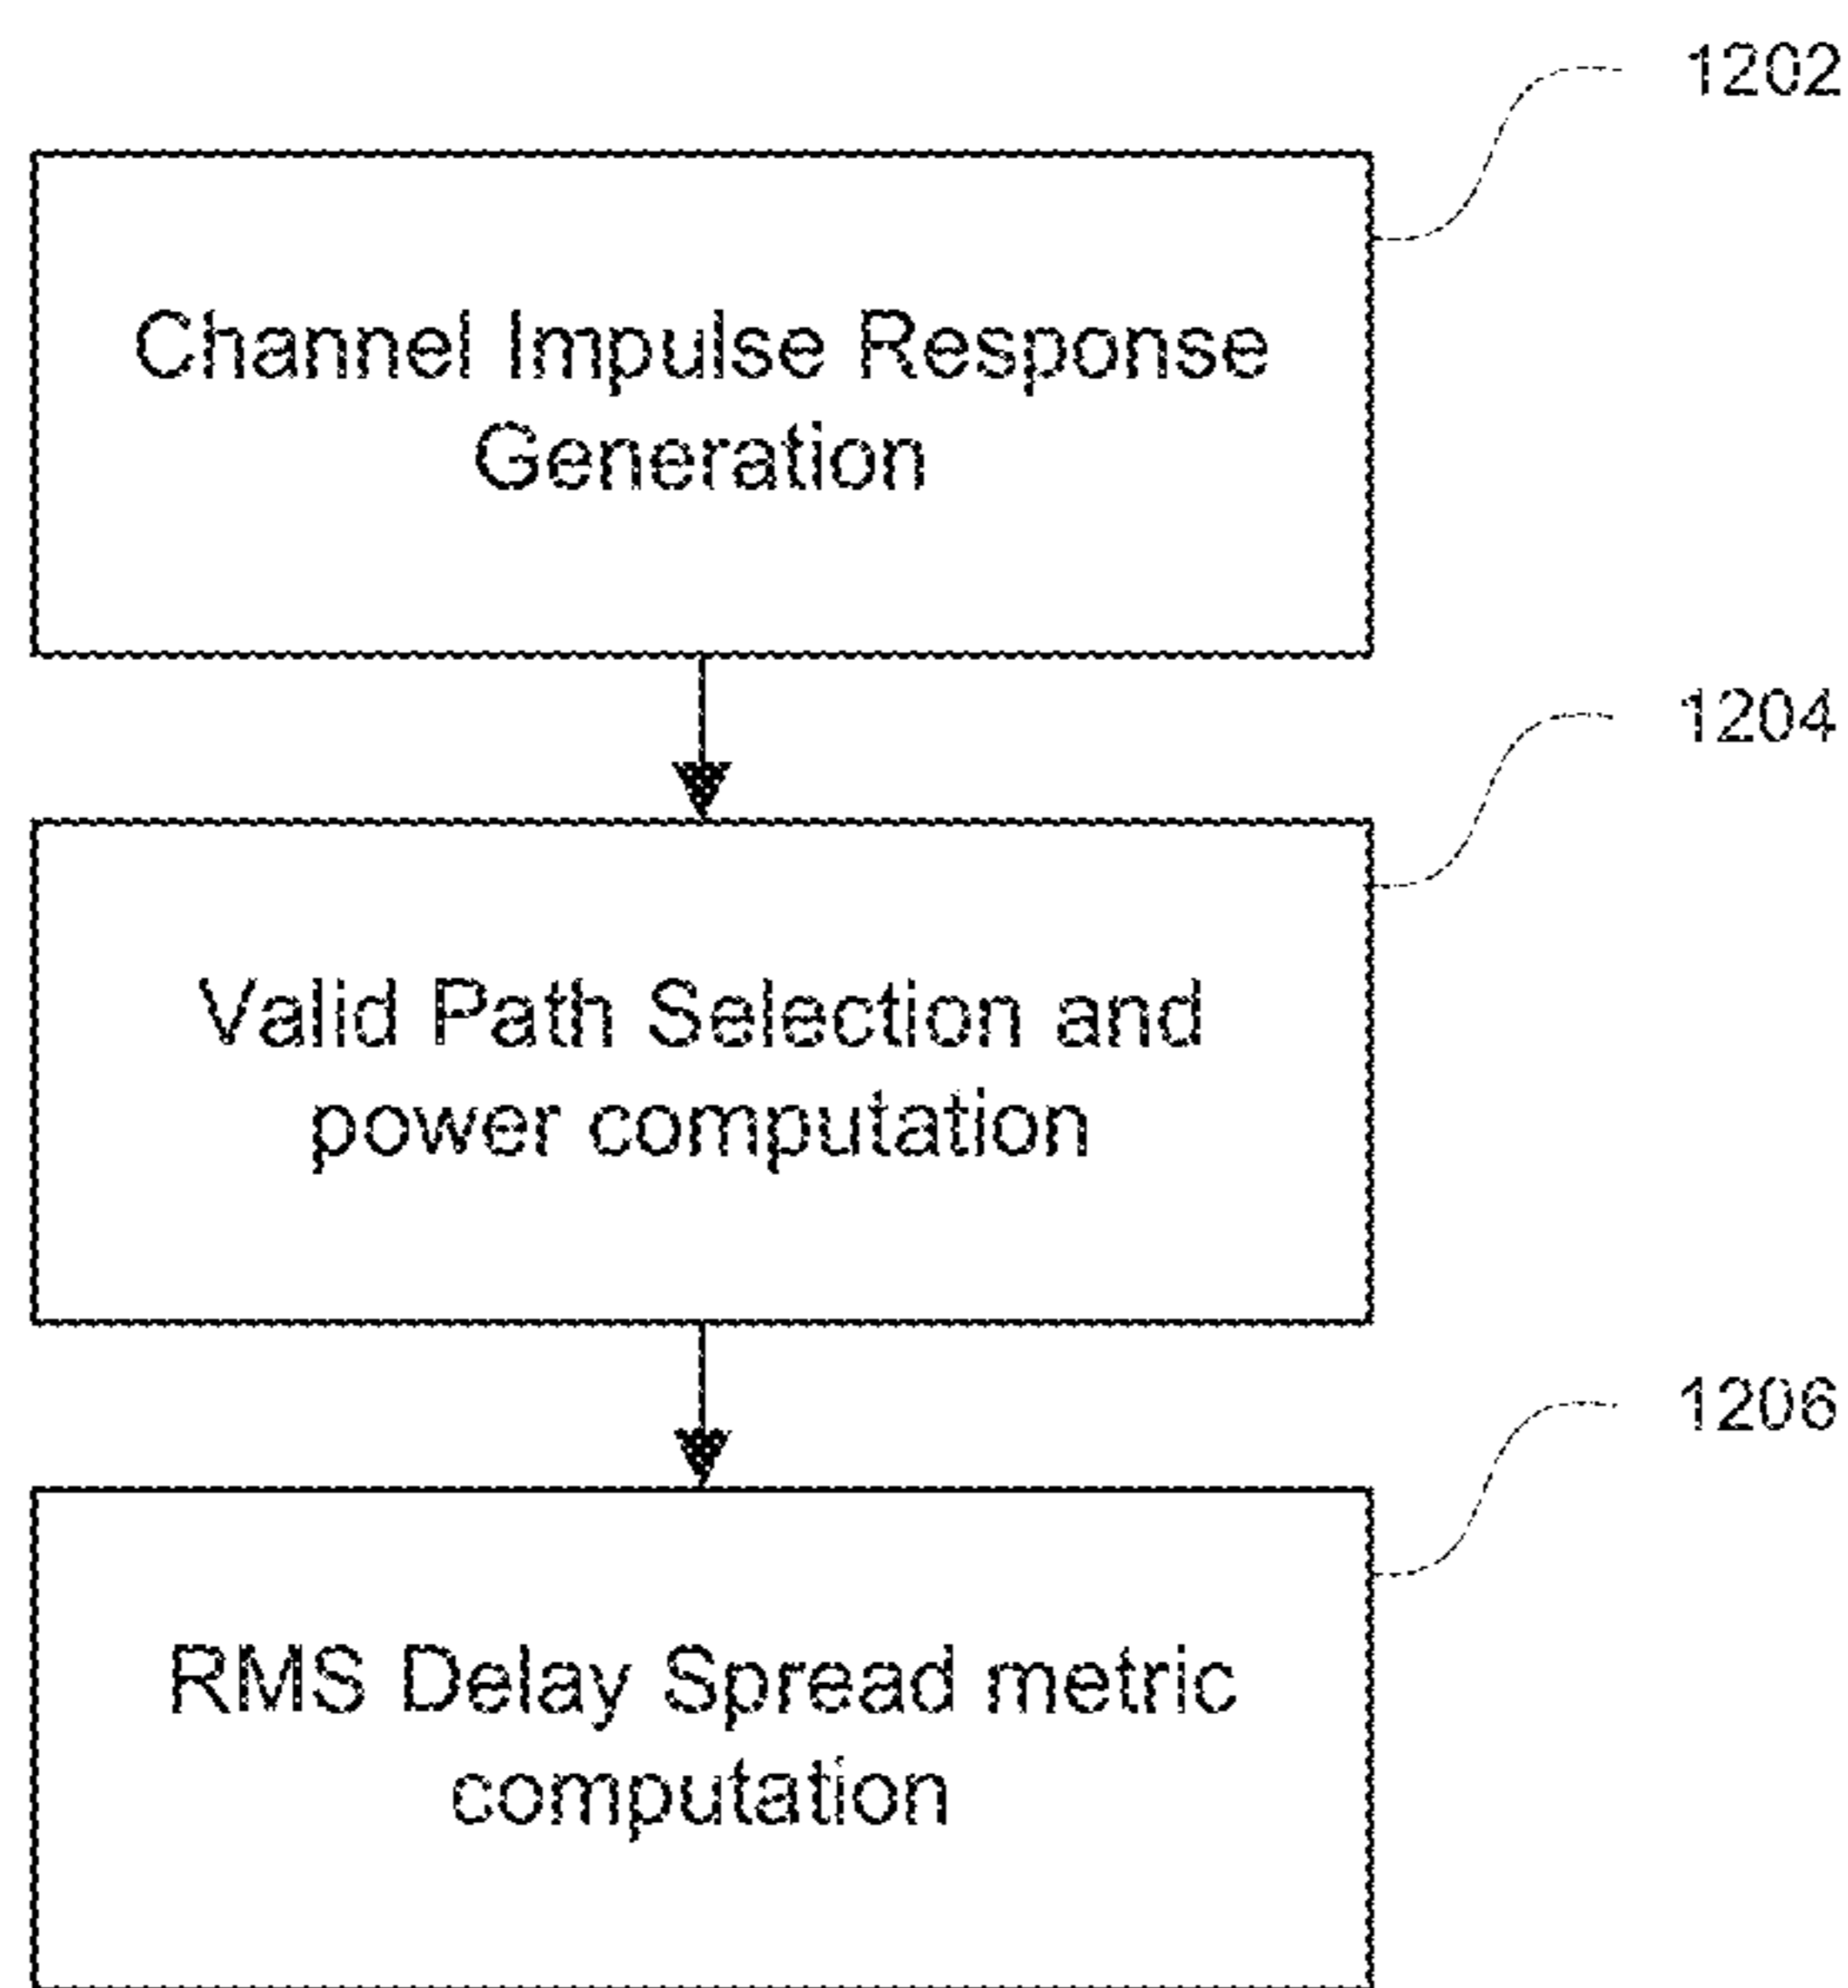 1202
Channel Impulse Response
Generation
1204
Valid Path Selection and
power computation
1206
RMS Delay Spread metric
computation